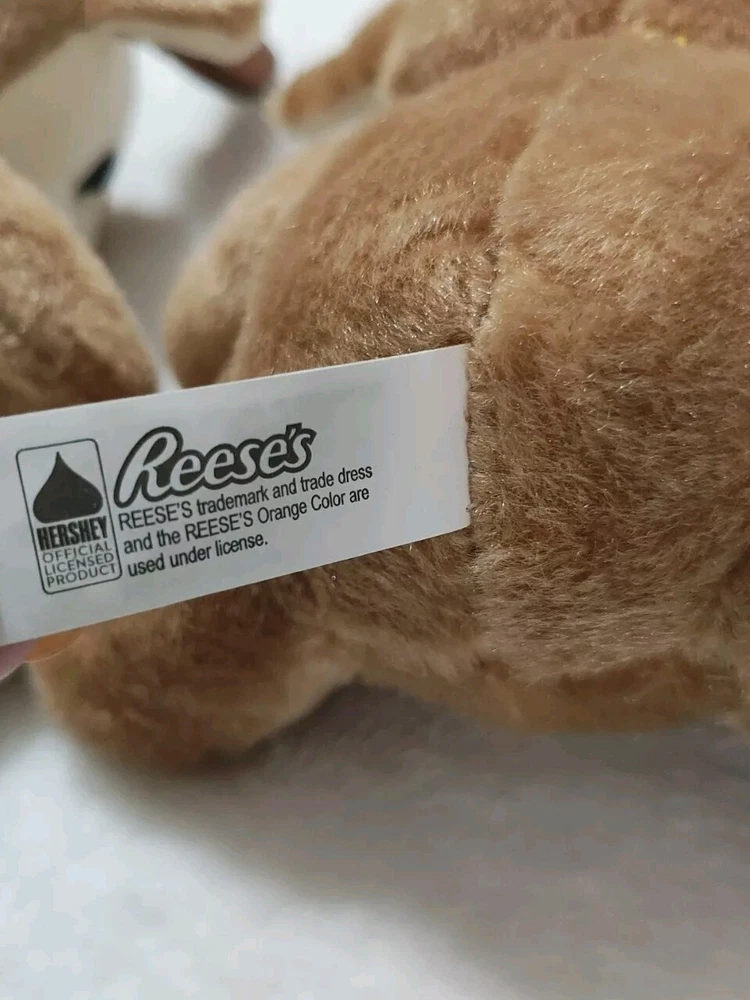 HERSHEY
OFFICIAL
LICENSED
PRODUCT
Reese's
REESE'S trademark and trade dress
and the REESE'S Orange Color are
used under license.